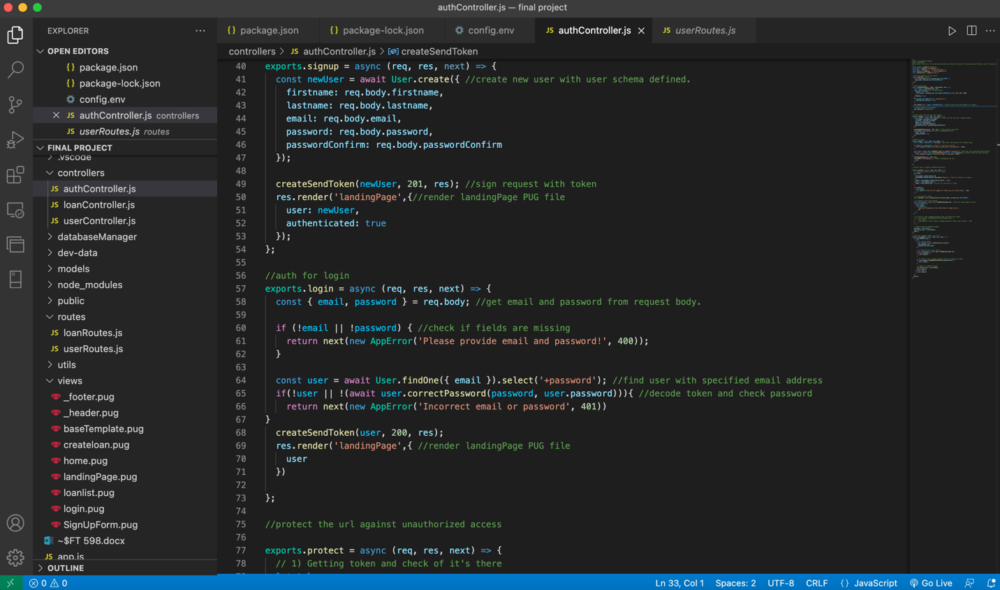 authController.js — final project
EXPLORER
OPEN EDITORS
{} package.json
{} package-lock.json
config.env
JS authController.js controllers
JS userRoutes.js routes
FINAL PROJECT
.vscode
controllers
JS authController.js
JS loanController.js
JS userController.js
databaseManager
dev-data
models
node_modules
public
routes
JS loanRoutes.js
JS userRoutes.js
utils
views
_footer.pug
_header.pug
baseTemplate.pug
createloan.pug
home.pug
landingPage.pug
loanlist.pug
login.pug
SignUpForm.pug
~$FT 598.docx
JS app.js
OUTLINE
{} package.json {} package-lock.json config.env JS authController.js JS userRoutes.js
controllers > JS authController.js > createSendToken
40 exports.signup = async (req, res, next) => {
41 const newUser = await User.create({ //create new user with user schema defined.
42 firstname: req.body.firstname,
43 lastname: req.body.lastname,
44 email: req.body.email,
45 password: req.body.password,
46 passwordConfirm: req.body.passwordConfirm
47 });
48
49 createSendToken(newUser, 201, res); //sign request with token
50 res.render('landingPage',{//render landingPage PUG file
51 user: newUser,
52 authenticated: true
53 });
54 };
55
56 //auth for login
57 exports.login = async (req, res, next) => {
58 const { email, password } = req.body; //get email and password from request body.
59
60 if (!email || !password) { //check if fields are missing
61 return next(new AppError('Please provide email and password!', 400));
62 }
63
64 const user = await User.findOne({ email }).select('+password'); //find user with specified email address
65 if(!user || !(await user.correctPassword(password, user.password))){ //decode token and check password
66 return next(new AppError('Incorrect email or password', 401))
67 }
68 createSendToken(user, 200, res);
69 res.render('landingPage',{ //render landingPage PUG file
70 user
71 })
72
73 };
74
75 //protect the url against unauthorized access
76
77 exports.protect = async (req, res, next) => {
78 // 1) Getting token and check of it's there
0 0
Ln 33, Col 1 Spaces: 2 UTF-8 CRLF {} JavaScript Go Live